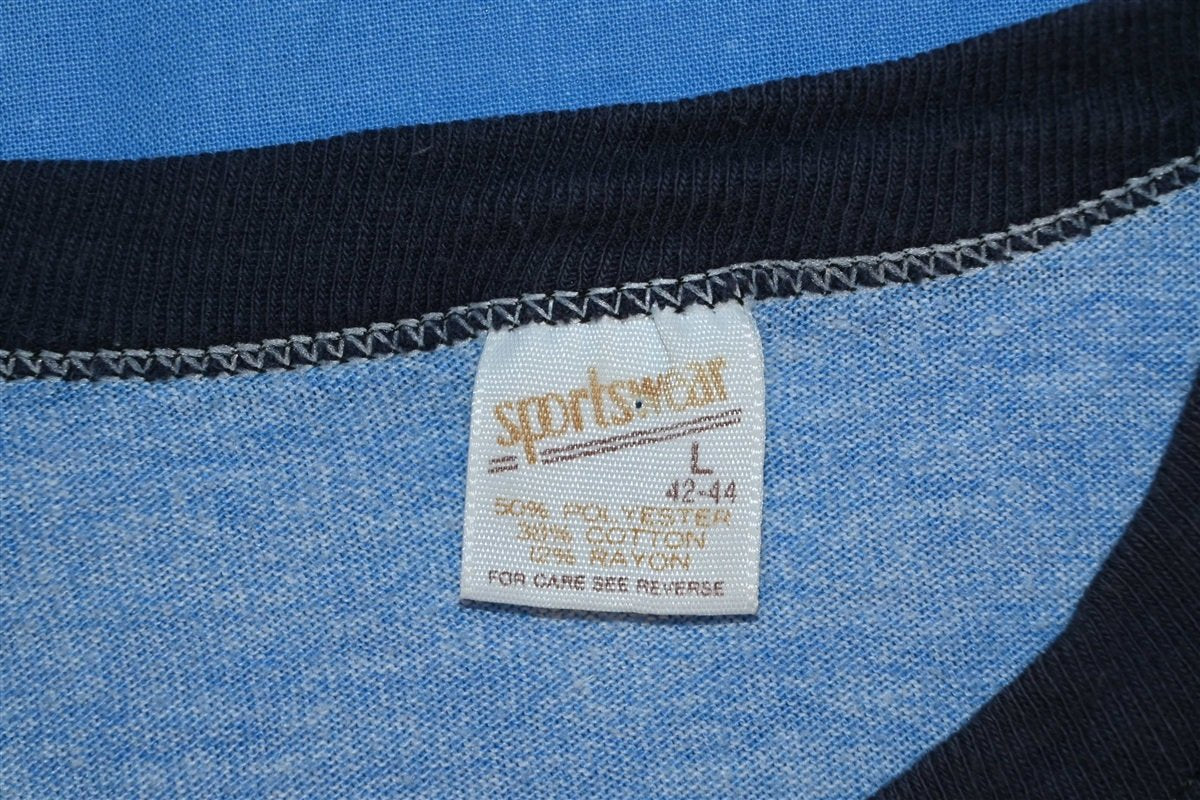 sportswear
L
42-44
50% POLYESTER
38% COTTON
12% RAYON
FOR CARE SEE REVERSE